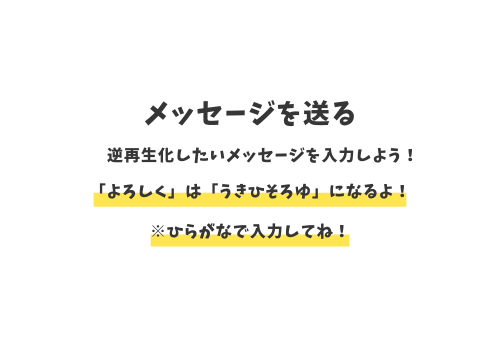 メッセージを送る
逆再生化したいメッセージを入力しよう！
「よろしく」は「うきひそろゆ」になるよ！
※ひらがなで入力してね！